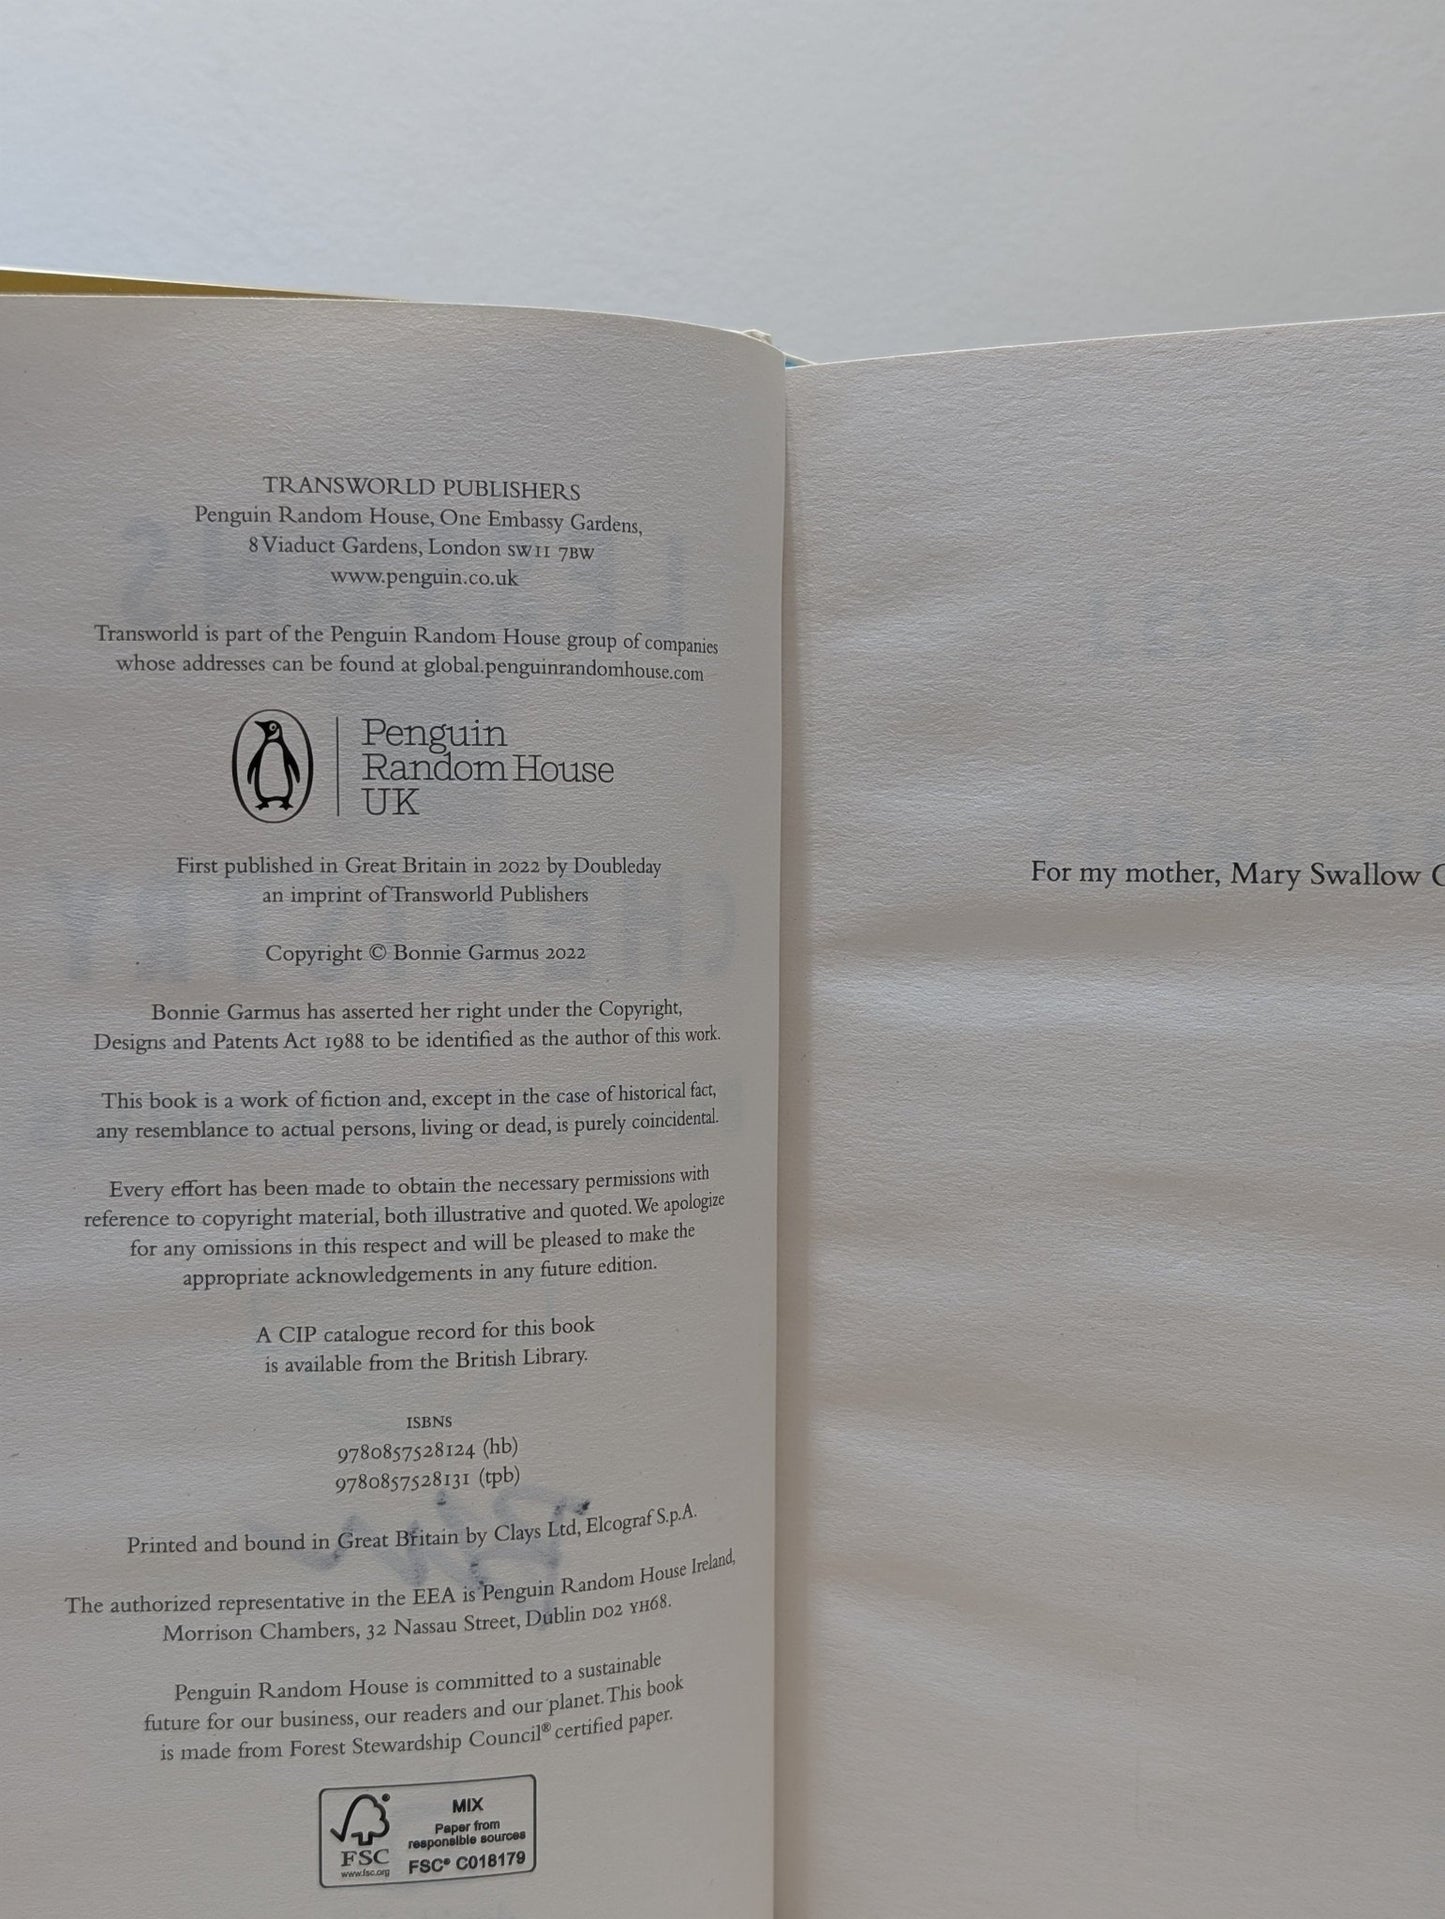 TRANSWORLD PUBLISHERS
Penguin Random House, One Embassy Gardens,
8 Viaduct Gardens, London SW11 7BW
www.penguin.co.uk
Transworld is part of the Penguin Random House group of companies
whose addresses can be found at global.penguinrandomhouse.com
Penguin
Random House
UK
First published in Great Britain in 2022 by Doubleday
an imprint of Transworld Publishers
Copyright © Bonnie Garmus 2022
Bonnie Garmus has asserted her right under the Copyright,
Designs and Patents Act 1988 to be identified as the author of this work.
This book is a work of fiction and, except in the case of historical fact,
any resemblance to actual persons, living or dead, is purely coincidental.
Every effort has been made to obtain the necessary permissions with
reference to copyright material, both illustrative and quoted. We apologize
for any omissions in this respect and will be pleased to make the
appropriate acknowledgements in any future edition.
A CIP catalogue record for this book
is available from the British Library.
ISBNS
9780857528124 (hb)
9780857528131 (tpb)
Printed and bound in Great Britain by Clays Ltd, Elcograf S.p.A.
The authorized representative in the EEA is Penguin Random House Ireland,
Morrison Chambers, 32 Nassau Street, Dublin D02 YH68.
Penguin Random House is committed to a sustainable
future for our business, our readers and our planet. This book
is made from Forest Stewardship Council® certified paper.
FSC
www.fsc.org
MIX
Paper from
responsible sources
FSC® C018179
For my mother, Mary Swallow